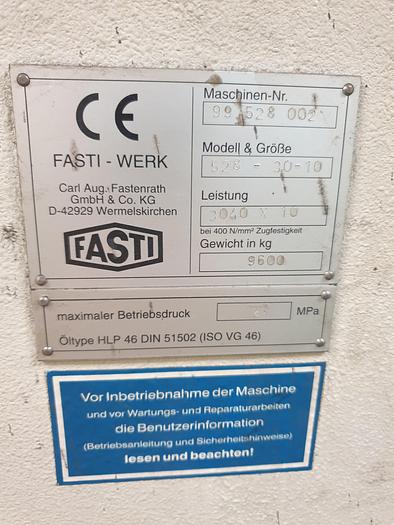 CE
FASTI - WERK
Carl Aug. Fastenrath
GmbH & Co. KG
D-42929 Wermelskirchen
FASTI
Maschinen-Nr.
99 528 002
Modell & Größe
528 - 30-10
Leistung
3040 X 10
bei 400 N/mm² Zugfestigkeit
Gewicht in kg
9600
maximaler Betriebsdruck MPa
Öltype HLP 46 DIN 51502 (ISO VG 46)
Vor Inbetriebnahme der Maschine
und vor Wartungs- und Reparaturarbeiten
die Benutzerinformation
(Betriebsanleitung und Sicherheitshinweise)
lesen und beachten!